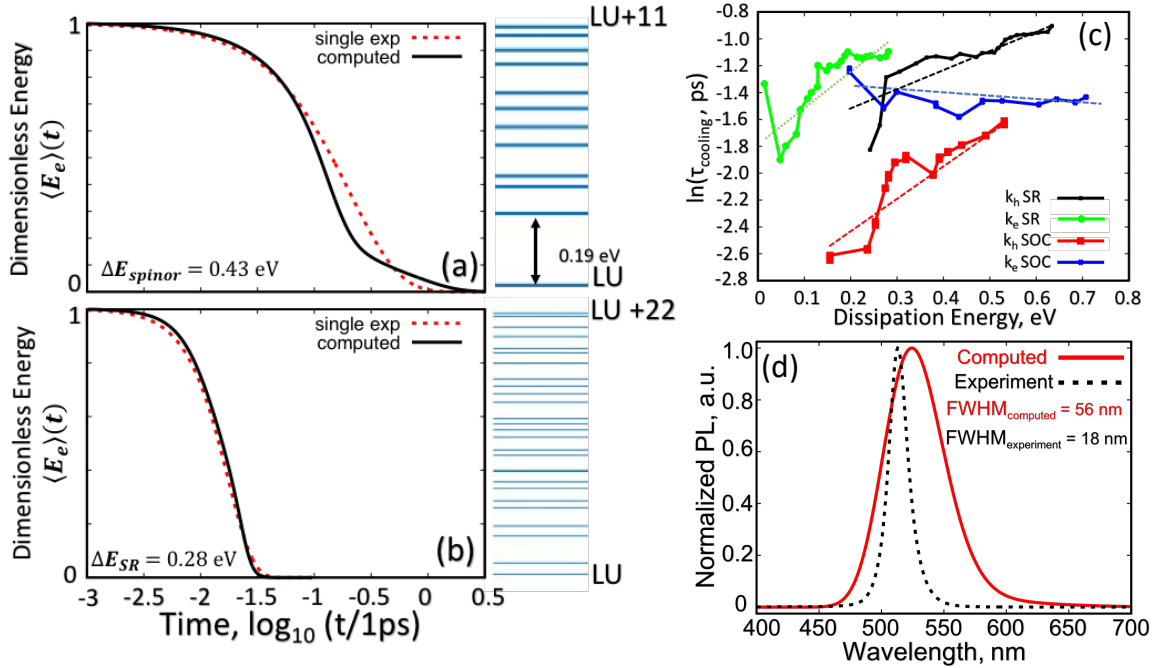 1
single exp
computed
Dimensionless Energy
⟨E_e⟩(t)
(a)
ΔE_spinor = 0.43 eV
1 0
LU+11
0.19 eV
LU
1
single exp
computed
Dimensionless Energy
⟨E_e⟩(t)
(b)
ΔE_SR = 0.28 eV
0
-3 -2.5 -2 -1.5 -1 -0.5 0 0.5
Time, log10 (t/1ps)
LU +22
LU
(c)
-0.8
-1.0
-1.2
-1.4
-1.6
-1.8
-2.0
-2.2
-2.4
-2.6
-2.8
ln(τ_cooling, ps)
k_h SR
k_e SR
k_h SOC
k_e SOC
0 0.1 0.2 0.3 0.4 0.5 0.6 0.7 0.8
Dissipation Energy, eV
(d)
Computed
Experiment
FWHM_computed = 56 nm
FWHM_experiment = 18 nm
1.0
0.8
0.6
0.4
0.2
0
Normalized PL, a.u.
400 450 500 550 600 650 700
Wavelength, nm